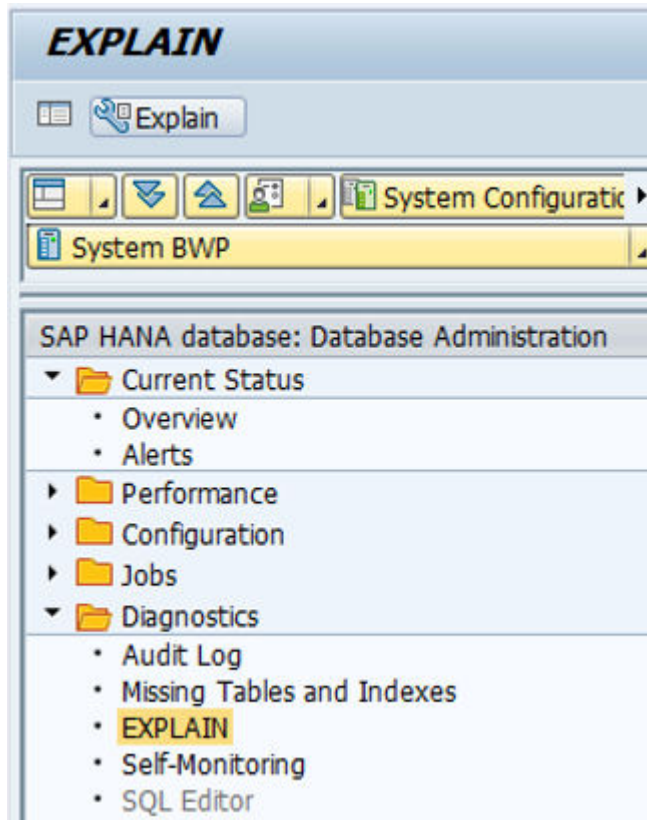 EXPLAIN
Explain
System Configuratio
System BWP
SAP HANA database: Database Administration
Current Status
Overview
Alerts
Performance
Configuration
Jobs
Diagnostics
Audit Log
Missing Tables and Indexes
EXPLAIN
Self-Monitoring
SQL Editor